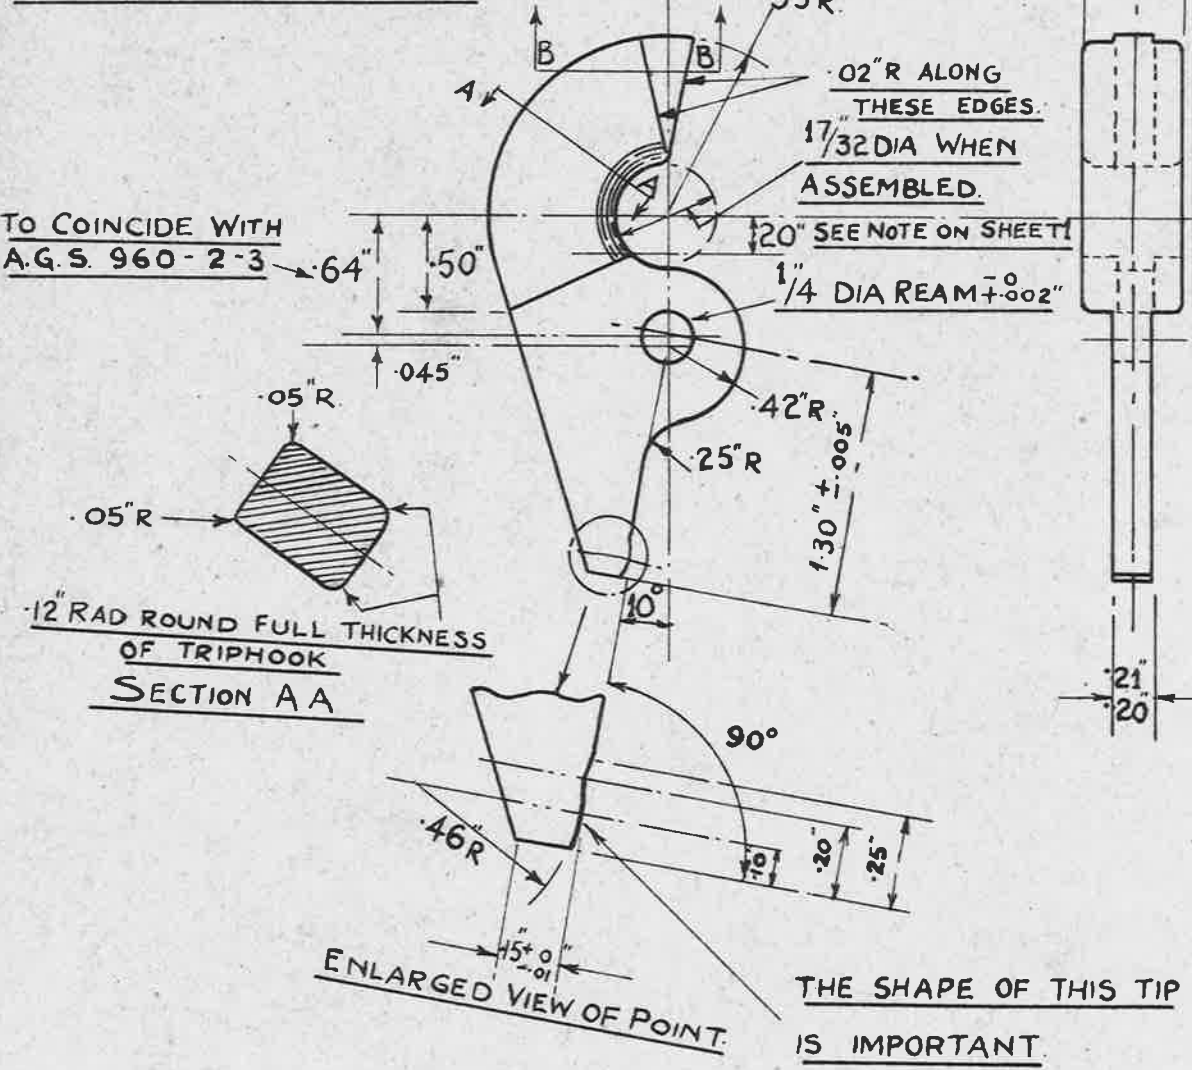 B
B
A
.02"R ALONG
THESE EDGES.
17/32" DIA WHEN
ASSEMBLED.
A
TO COINCIDE WITH
A.G.S. 960-2-3
.64"
.50"
.20" SEE NOTE ON SHEET 1
1/4" DIA REAM +.002" -0
.045"
.05"R
.42"R
.25"R
1.30" ±.005"
.05"R
10°
.12" RAD ROUND FULL THICKNESS
OF TRIPHOOK
SECTION AA
.21"
.20"
90°
.46"R
.10
.20"
.25"
.15" +0 -.01"
ENLARGED VIEW OF POINT.
THE SHAPE OF THIS TIP
IS IMPORTANT